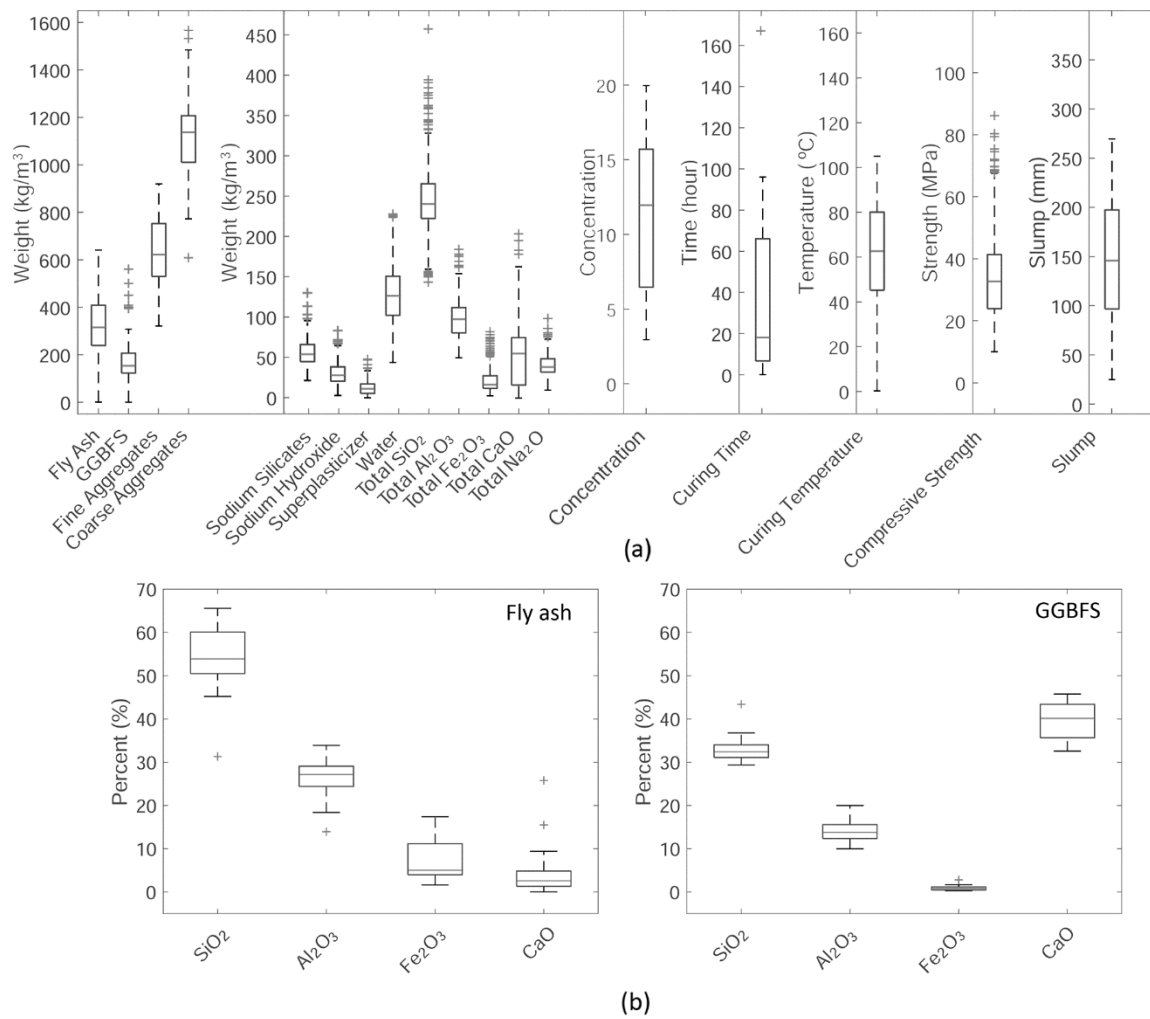 Weight (kg/m³)
1600
1400
1200
1000
800
600
400
200
0
Fly Ash
GGBFS
Fine Aggregates
Coarse Aggregates
Weight (kg/m³)
450
400
350
300
250
200
150
100
50
0
Sodium Silicates
Sodium Hydroxide
Superplasticizer
Water
Total SiO₂
Total Al₂O₃
Total Fe₂O₃
Total CaO
Total Na₂O
Concentration
20
15
10
5
0
Concentration
Time (hour)
160
140
120
100
80
60
40
20
0
Curing Time
Temperature (ºC)
160
140
120
100
80
60
40
20
0
Curing Temperature
Strength (MPa)
100
80
60
40
20
0
Compressive Strength
Slump (mm)
350
300
250
200
150
100
50
0
Slump
(a)
Percent (%)
70
60
50
40
30
20
10
0
Fly ash
SiO₂
Al₂O₃
Fe₂O₃
CaO
Percent (%)
70
60
50
40
30
20
10
0
GGBFS
SiO₂
Al₂O₃
Fe₂O₃
CaO
(b)